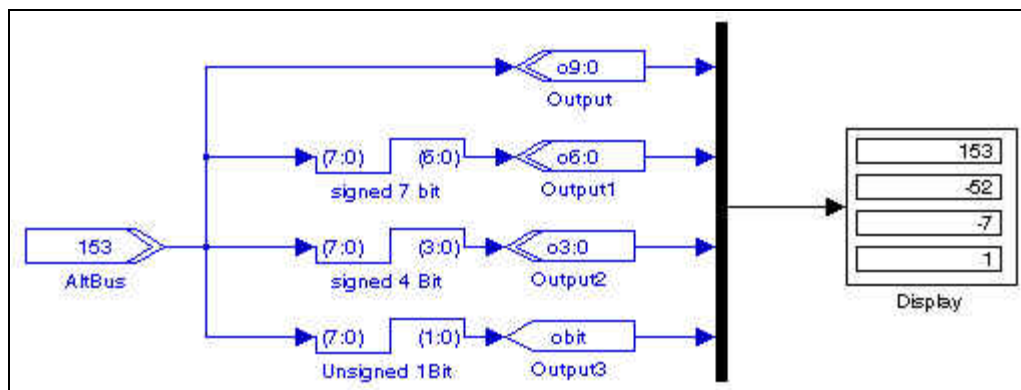 o9:0
Output
153
(7:0) (6:0) o6:0
signed 7 bit Output1
-52
-7
153
(7:0) (3:0) o3:0
AltBus
signed 4 Bit Output2
1
Display
(7:0) (1:0) obit
Unsigned 1Bit Output3